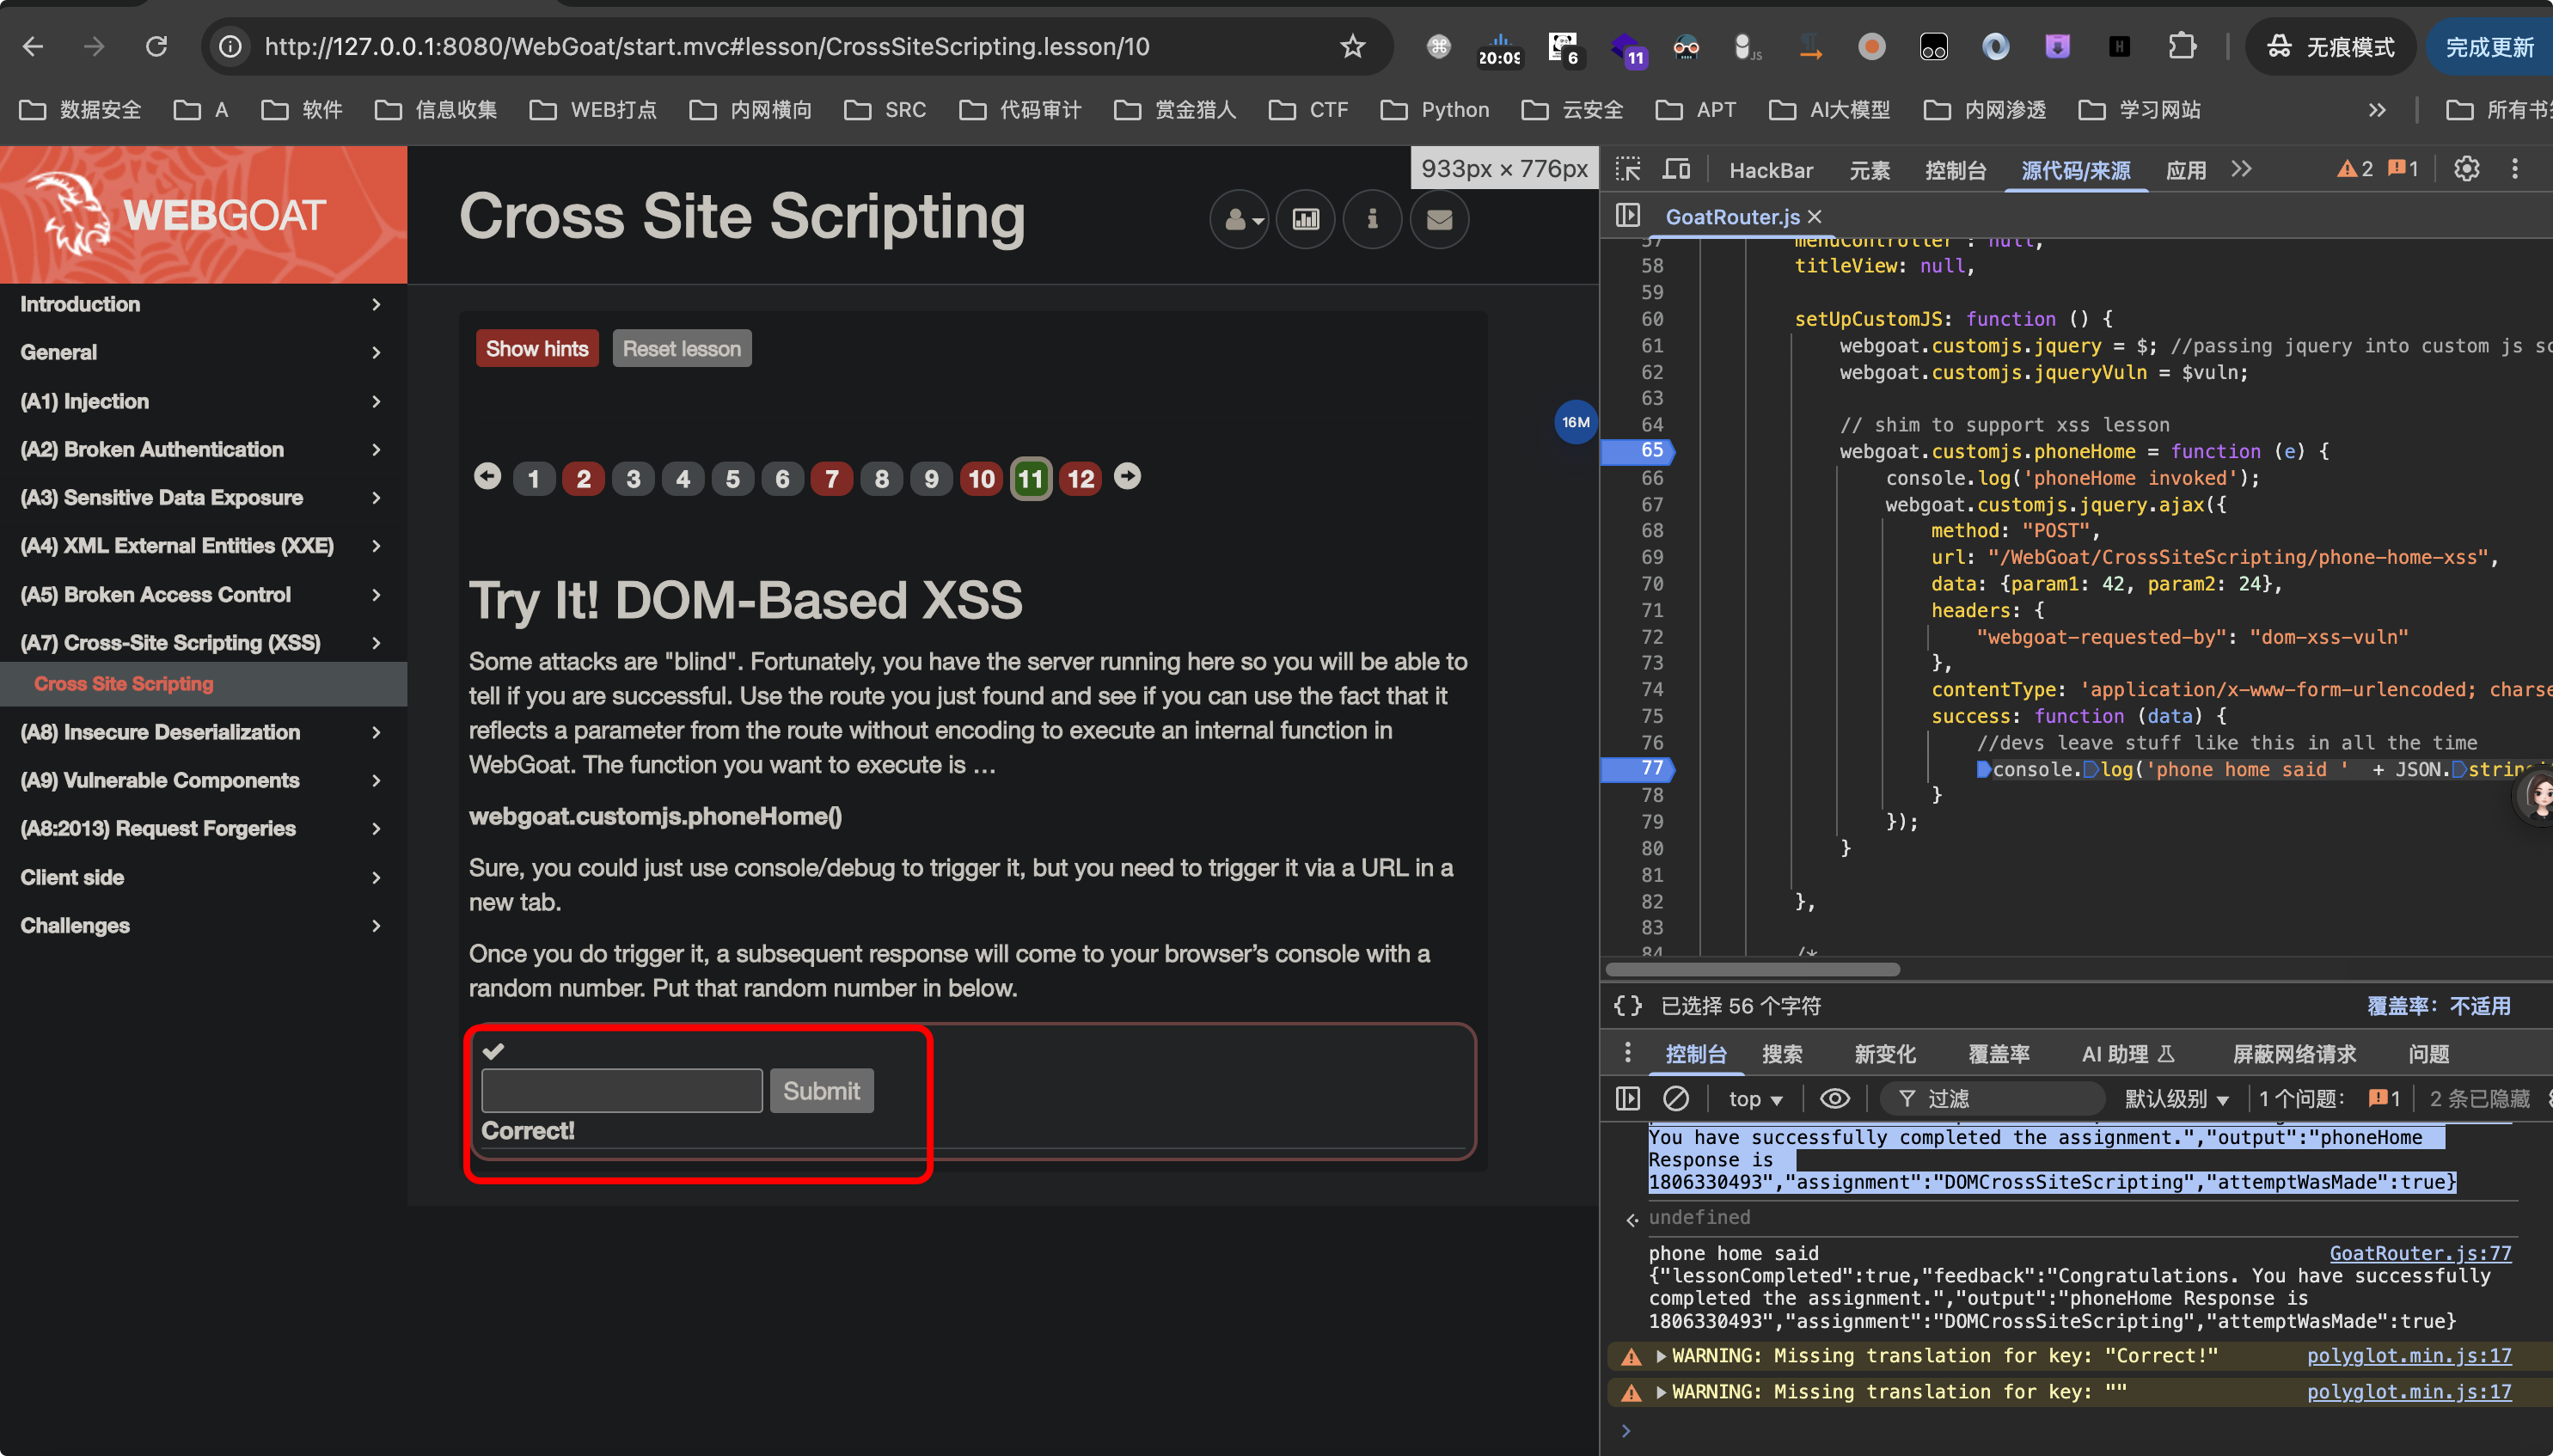 http://127.0.0.1:8080/WebGoat/start.mvc#lesson/CrossSiteScripting.lesson/10
20:09
6
11
JS
H
无痕模式
完成更新
数据安全
A
软件
信息收集
WEB打点
内网横向
SRC
代码审计
赏金猎人
CTF
Python
云安全
APT
AI大模型
内网渗透
学习网站
所有书
WEBGOAT
Cross Site Scripting
933px × 776px
Introduction
General
(A1) Injection
(A2) Broken Authentication
(A3) Sensitive Data Exposure
(A4) XML External Entities (XXE)
(A5) Broken Access Control
(A7) Cross-Site Scripting (XSS)
Cross Site Scripting
(A8) Insecure Deserialization
(A9) Vulnerable Components
(A8:2013) Request Forgeries
Client side
Challenges
Show hints
Reset lesson
16M
1 2 3 4 5 6 7 8 9 10 11 12
Try It! DOM-Based XSS
Some attacks are "blind". Fortunately, you have the server running here so you will be able to
tell if you are successful. Use the route you just found and see if you can use the fact that it
reflects a parameter from the route without encoding to execute an internal function in
WebGoat. The function you want to execute is …
webgoat.customjs.phoneHome()
Sure, you could just use console/debug to trigger it, but you need to trigger it via a URL in a
new tab.
Once you do trigger it, a subsequent response will come to your browser’s console with a
random number. Put that random number in below.
Submit
Correct!
HackBar
元素
控制台
源代码/来源
应用
2
1
GoatRouter.js
57 menuController : null,
58 titleView: null,
59
60 setUpCustomJS: function () {
61 webgoat.customjs.jquery = $; //passing jquery into custom js sc
62 webgoat.customjs.jqueryVuln = $vuln;
63
64 // shim to support xss lesson
65 webgoat.customjs.phoneHome = function (e) {
66 console.log('phoneHome invoked');
67 webgoat.customjs.jquery.ajax({
68 method: "POST",
69 url: "/WebGoat/CrossSiteScripting/phone-home-xss",
70 data: {param1: 42, param2: 24},
71 headers: {
72 "webgoat-requested-by": "dom-xss-vuln"
73 },
74 contentType: 'application/x-www-form-urlencoded; charse
75 success: function (data) {
76 //devs leave stuff like this in all the time
77 console.log('phone home said ' + JSON.string
78 }
79 });
80 }
81
82 },
83
84 /*
{} 已选择 56 个字符
覆盖率：不适用
控制台
搜索
新变化
覆盖率
AI 助理
屏蔽网络请求
问题
top
过滤
默认级别
1 个问题：
1
2 条已隐藏
You have successfully completed the assignment.","output":"phoneHome
Response is
1806330493","assignment":"DOMCrossSiteScripting","attemptWasMade":true}
undefined
phone home said
GoatRouter.js:77
{"lessonCompleted":true,"feedback":"Congratulations. You have successfully
completed the assignment.","output":"phoneHome Response is
1806330493","assignment":"DOMCrossSiteScripting","attemptWasMade":true}
WARNING: Missing translation for key: "Correct!"
polyglot.min.js:17
WARNING: Missing translation for key: ""
polyglot.min.js:17